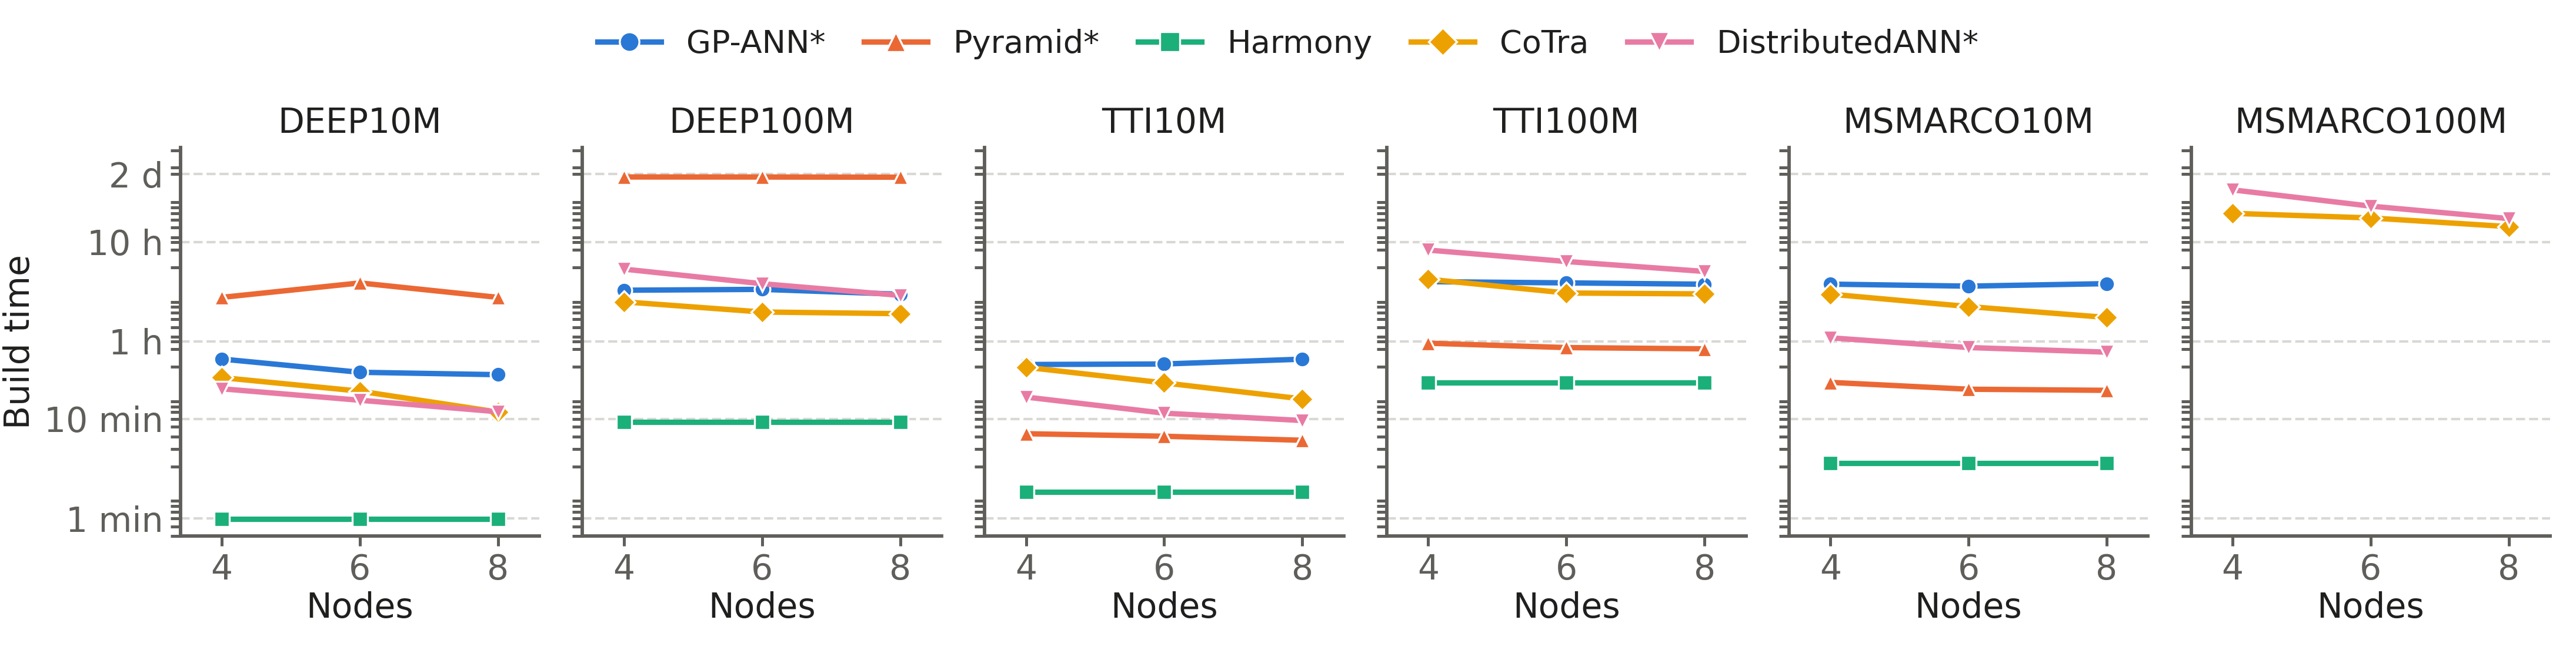 GP-ANN* Pyramid* Harmony CoTra DistributedANN*
DEEP10M DEEP100M TTI10M TTI100M MSMARCO10M MSMARCO100M
Build time
2 d
10 h
1 h
10 min
1 min
4 6 8 4 6 8 4 6 8 4 6 8 4 6 8 4 6 8
Nodes Nodes Nodes Nodes Nodes Nodes